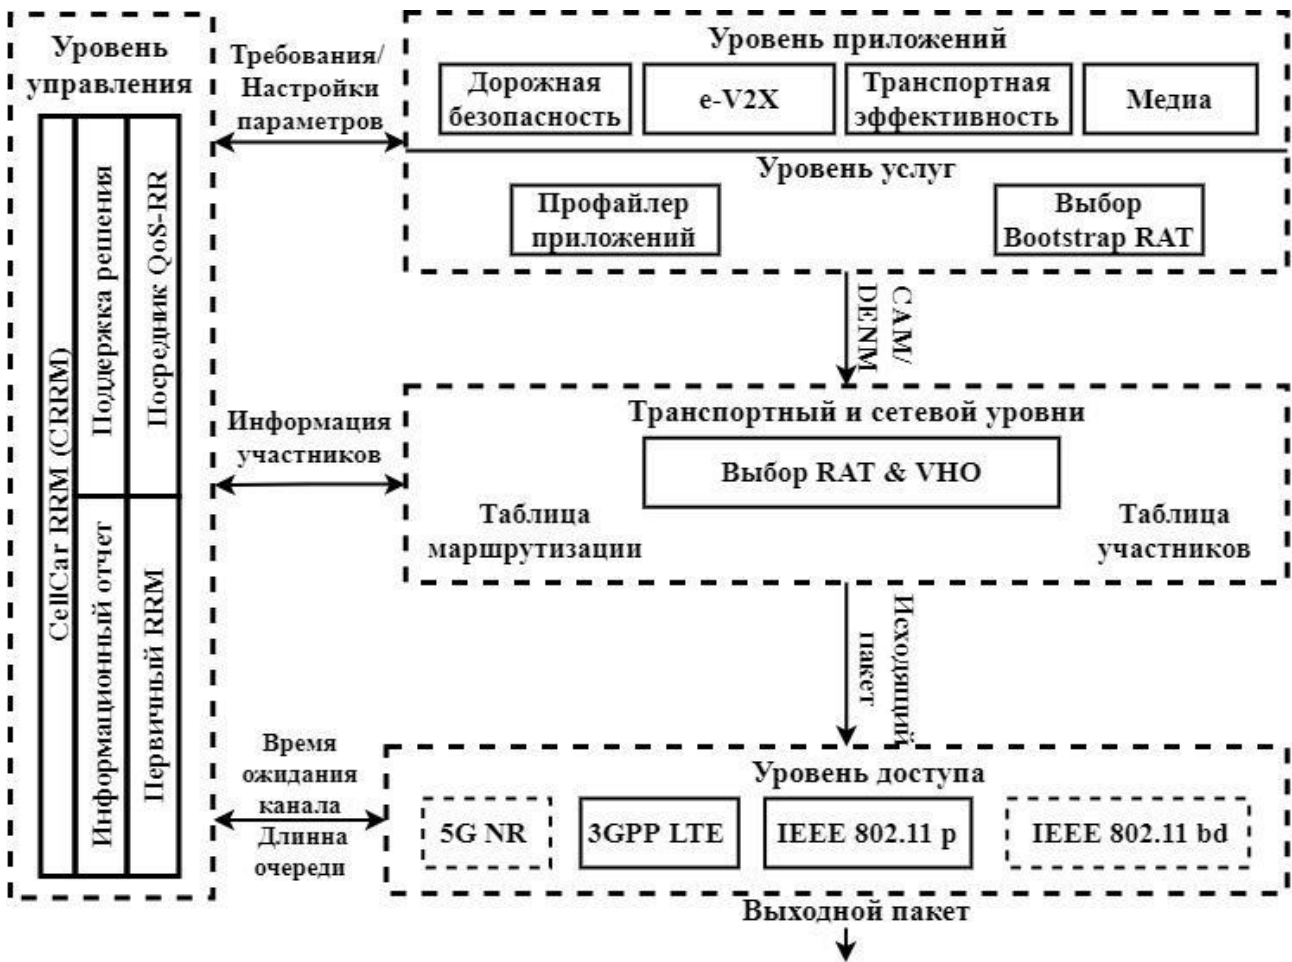 Уровень
управления
CellCar RRM (CRRM)
Поддержка решения
Посредник QoS-RR
Информационный отчет
Первичный RRM
Требования/
Настройки
параметров
Информация
участников
Время
ожидания
канала
Длинна
очереди
Уровень приложений
Дорожная
безопасность
e-V2X
Транспортная
эффективность
Медиа
Уровень услуг
Профайлер
приложений
Выбор
Bootstrap RAT
CAM/
DENM
Транспортный и сетевой уровни
Выбор RAT & VHO
Таблица
маршрутизации
Таблица
участников
Исходящий
пакет
Уровень доступа
5G NR
3GPP LTE
IEEE 802.11 p
IEEE 802.11 bd
Выходной пакет